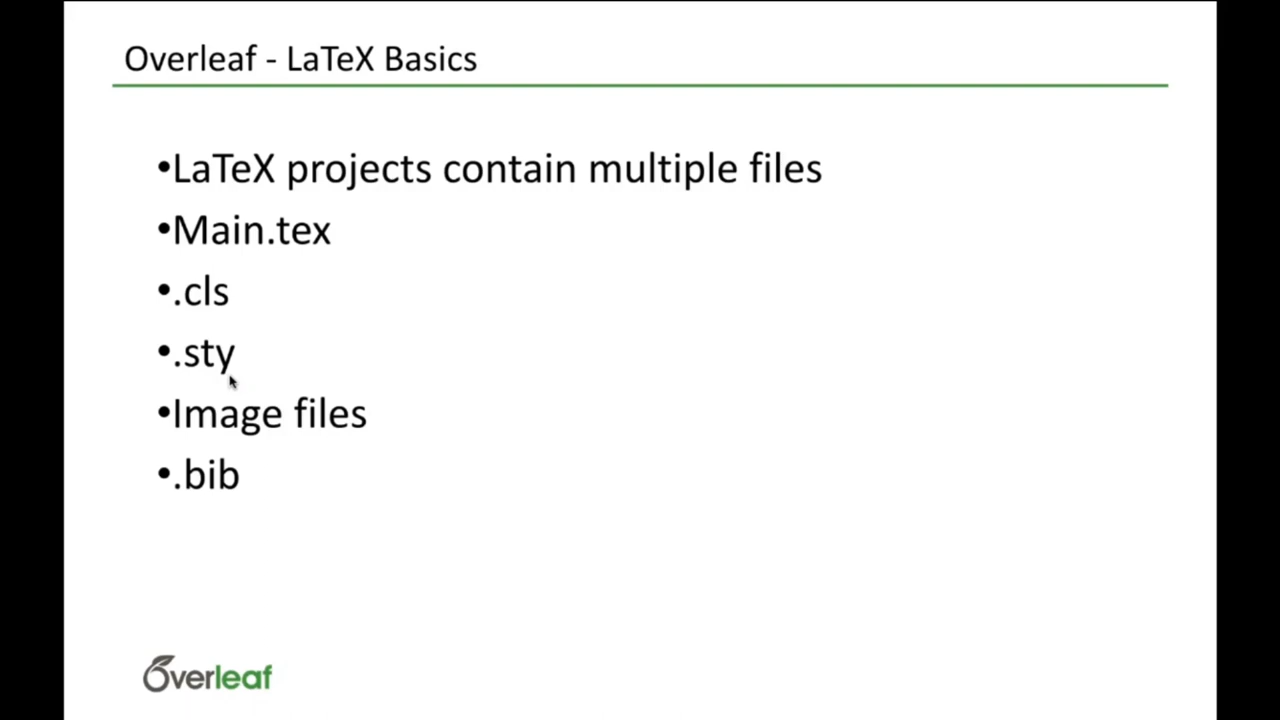 Overleaf - LaTeX Basics
•LaTeX projects contain multiple files
•Main.tex
•.cls
•.sty
•Image files
•.bib
Overleaf